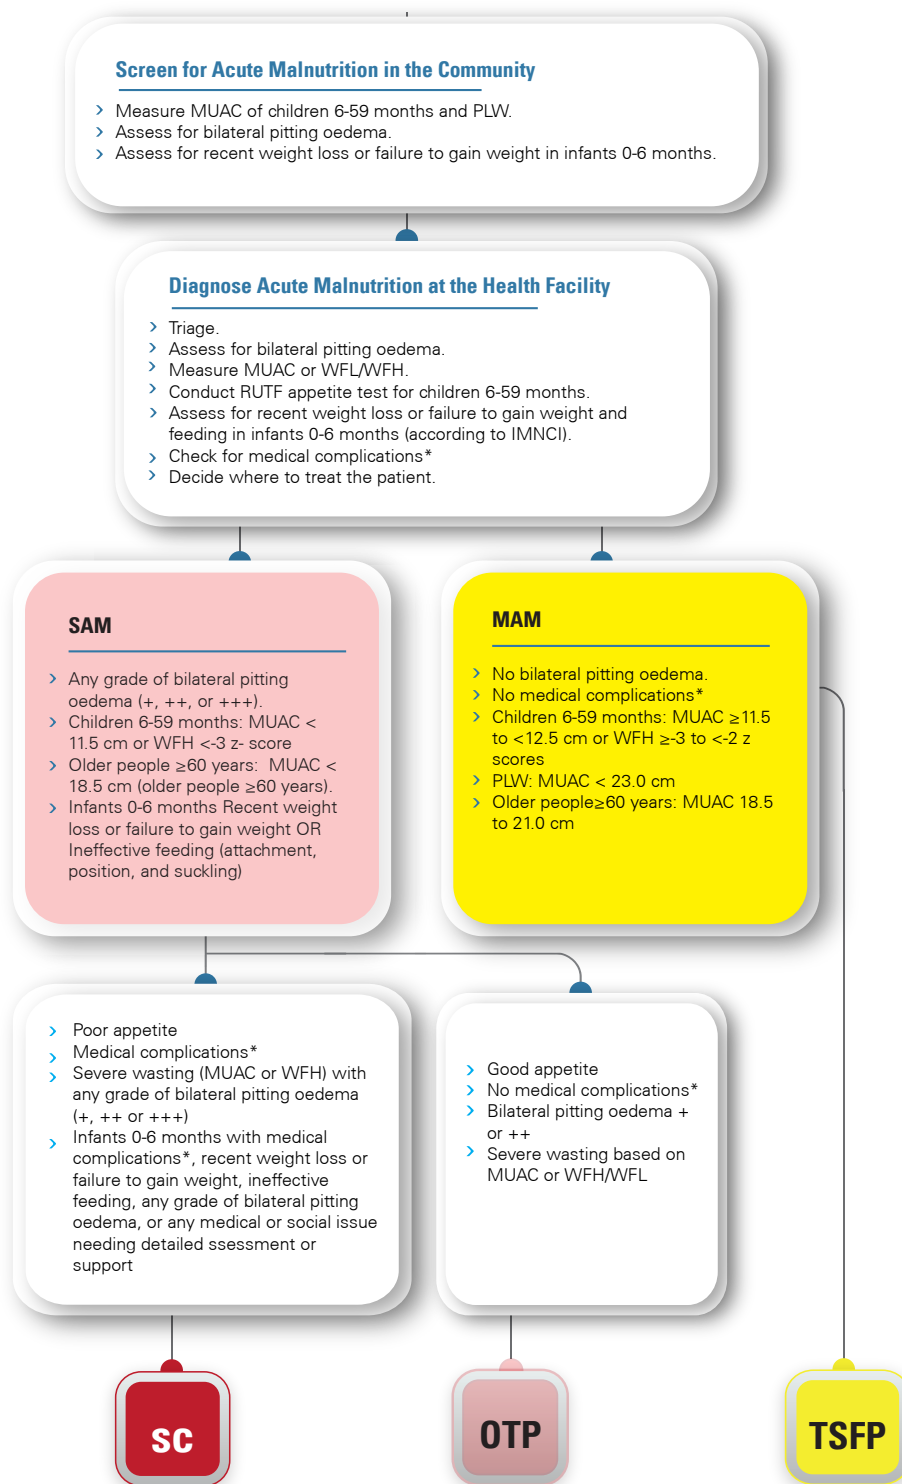 Screen for Acute Malnutrition in the Community
› Measure MUAC of children 6-59 months and PLW.
› Assess for bilateral pitting oedema.
› Assess for recent weight loss or failure to gain weight in infants 0-6 months.
Diagnose Acute Malnutrition at the Health Facility
› Triage.
› Assess for bilateral pitting oedema.
› Measure MUAC or WFL/WFH.
› Conduct RUTF appetite test for children 6-59 months.
› Assess for recent weight loss or failure to gain weight and
feeding in infants 0-6 months (according to IMNCI).
› Check for medical complications*
› Decide where to treat the patient.
SAM
› Any grade of bilateral pitting
oedema (+, ++, or +++).
› Children 6-59 months: MUAC <
11.5 cm or WFH <-3 z- score
› Older people ≥60 years: MUAC <
18.5 cm (older people ≥60 years).
› Infants 0-6 months Recent weight
loss or failure to gain weight OR
Ineffective feeding (attachment,
position, and suckling)
MAM
› No bilateral pitting oedema.
› No medical complications*
› Children 6-59 months: MUAC ≥11.5
to <12.5 cm or WFH ≥-3 to <-2 z
scores
› PLW: MUAC < 23.0 cm
› Older people≥60 years: MUAC 18.5
to 21.0 cm
› Poor appetite
› Medical complications*
› Severe wasting (MUAC or WFH) with
any grade of bilateral pitting oedema
(+, ++ or +++)
› Infants 0-6 months with medical
complications*, recent weight loss or
failure to gain weight, ineffective
feeding, any grade of bilateral pitting
oedema, or any medical or social issue
needing detailed ssessment or
support
› Good appetite
› No medical complications*
› Bilateral pitting oedema +
or ++
› Severe wasting based on
MUAC or WFH/WFL
SC
OTP
TSFP